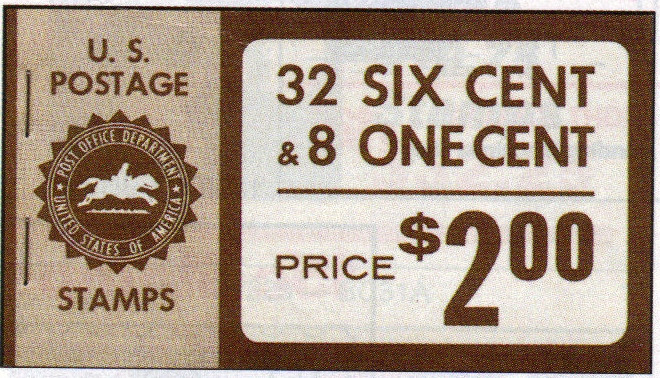 U. S.
POSTAGE
POST OFFICE DEPARTMENT
★ UNITED STATES OF AMERICA ★
STAMPS
32 SIX CENT
& 8 ONE CENT
PRICE $2.00